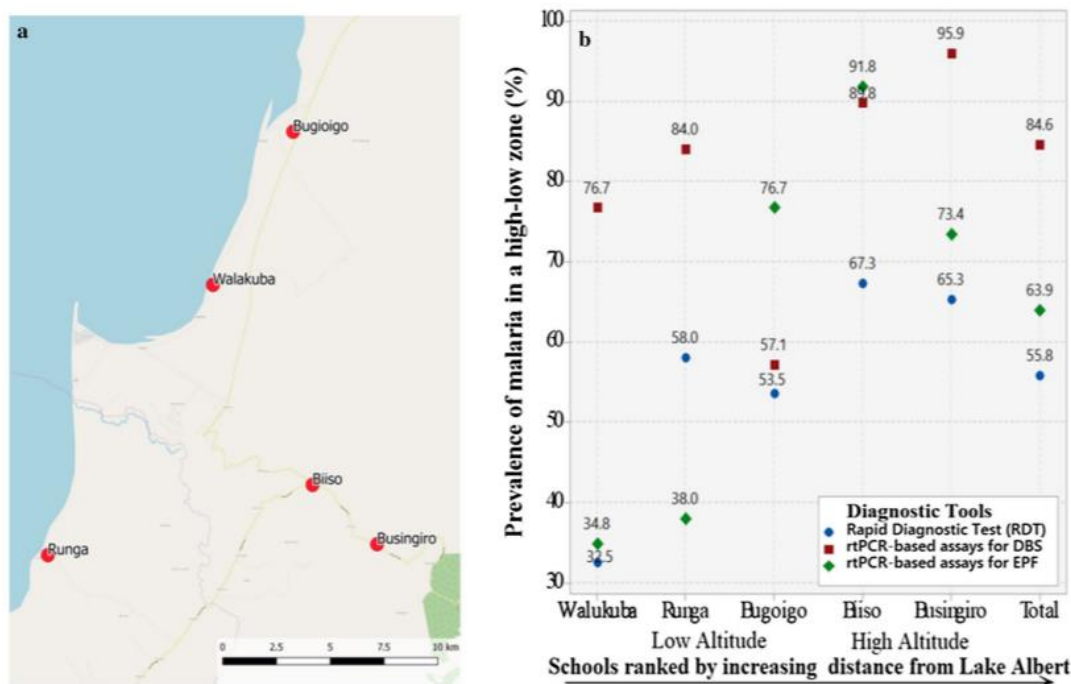 a
Bugioigo
Walakuba
Biiso
Busingiro
Runga
0 2.5 5 7.5 10 km
b
Prevalence of malaria in a high-low zone (%)
100
90
80
70
60
50
40
30
76.7
34.8
32.5
84.0
58.0
38.0
76.7
57.1
53.5
91.8
89.8
67.3
95.9
73.4
65.3
84.6
63.9
55.8
Diagnostic Tools
Rapid Diagnostic Test (RDT)
rtPCR-based assays for DBS
rtPCR-based assays for EPF
Walukuba Runga Bugoigo Biiso Busingiro Total
Low Altitude High Altitude
Schools ranked by increasing distance from Lake Albert